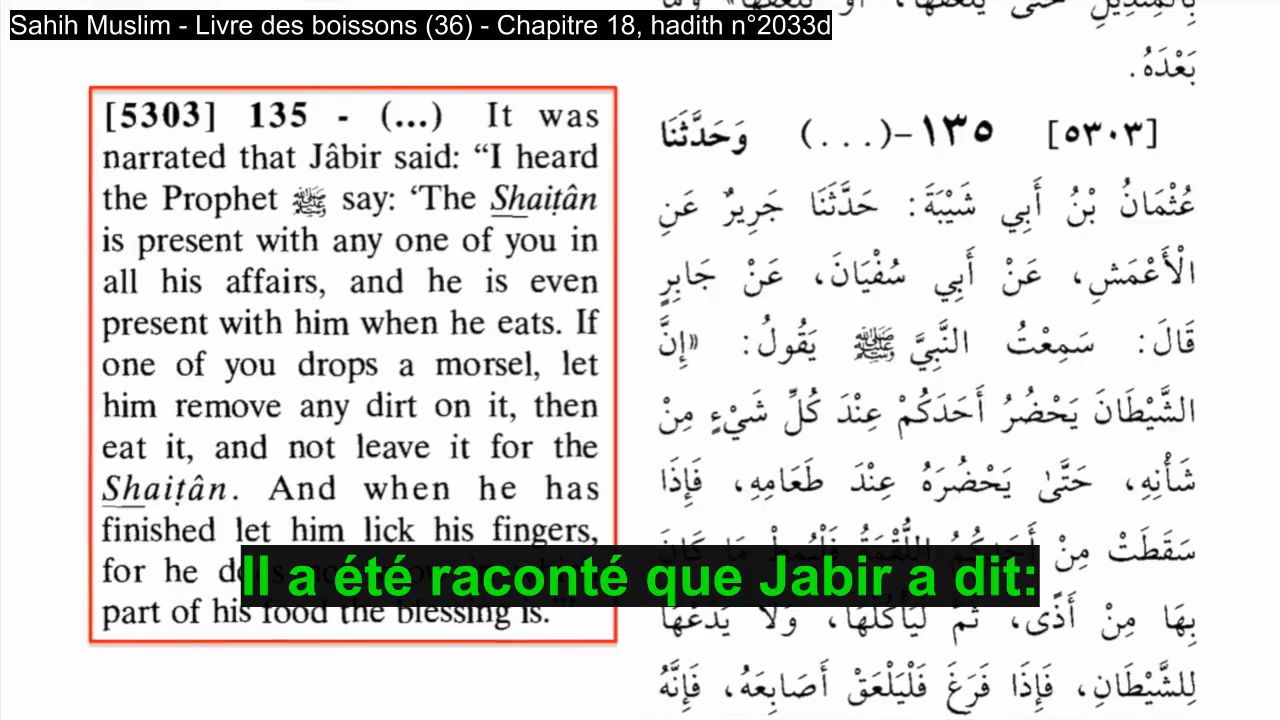 Sahih Muslim - Livre des boissons (36) - Chapitre 18, hadith n°2033d
[5303] 135 - (...) It was
narrated that Jâbir said: “I heard
the Prophet ﷺ say: ‘The Shaiṭân
is present with any one of you in
all his affairs, and he is even
present with him when he eats. If
one of you drops a morsel, let
him remove any dirt on it, then
eat it, and not leave it for the
Shaiṭân. And when he has
finished let him lick his fingers,
for he
part of his food the blessing is.’”
بَعْدَهُ.
[٥٣٠٣] ١٣٥-(...) وَحَدَّثَنَا
عُثْمَانُ بْنُ أَبِي شَيْبَةَ: حَدَّثَنَا جَرِيرٌ عَنِ
الْأَعْمَشِ، عَنْ أَبِي سُفْيَانَ، عَنْ جَابِرٍ
قَالَ: سَمِعْتُ النَّبِيَّ ﷺ يَقُولُ: «إِنَّ
الشَّيْطَانَ يَحْضُرُ أَحَدَكُمْ عِنْدَ كُلِّ شَيْءٍ مِنْ
شَأْنِهِ، حَتَّىٰ يَحْضُرَهُ عِنْدَ طَعَامِهِ، فَإِذَا
سَقَطَتْ مِنْ أَحَدِكُمُ اللُّقْمَةُ فَلْيُمِطْ مَا كَانَ
بِهَا مِنْ أَذًى، ثُمَّ لْيَأْكُلْهَا، وَلَا يَدَعْهَا
لِلشَّيْطَانِ، فَإِذَا فَرَغَ فَلْيَلْعَقْ أَصَابِعَهُ، فَإِنَّهُ
Il a été raconté que Jabir a dit: